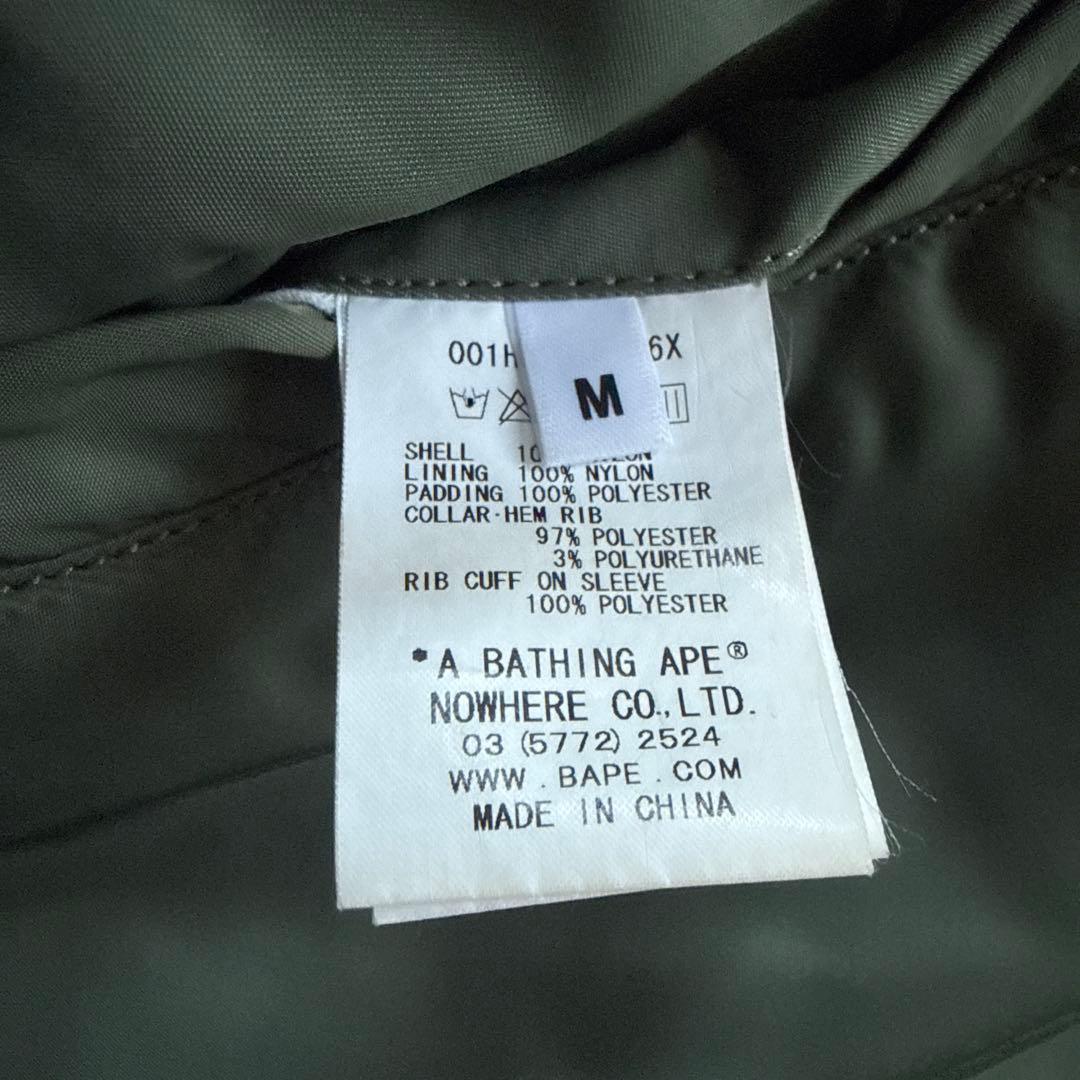 001H 6X
M
SHELL
LINING 100% NYLON
PADDING 100% POLYESTER
COLLAR·HEM RIB
97% POLYESTER
3% POLYURETHANE
RIB CUFF ON SLEEVE
100% POLYESTER
*A BATHING APE®
NOWHERE CO.,LTD.
03 (5772) 2524
WWW . BAPE . COM
MADE IN CHINA